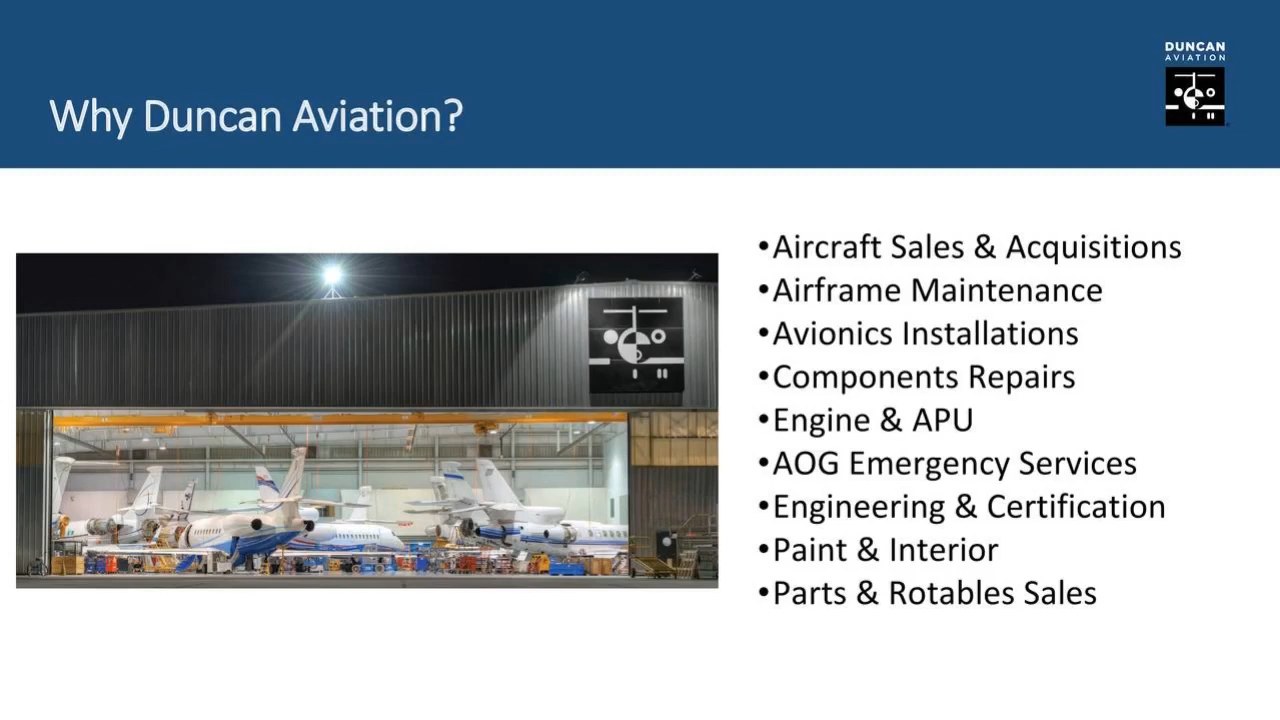 DUNCAN
AVIATION
Why Duncan Aviation?
•Aircraft Sales & Acquisitions
•Airframe Maintenance
•Avionics Installations
•Components Repairs
•Engine & APU
•AOG Emergency Services
•Engineering & Certification
•Paint & Interior
•Parts & Rotables Sales